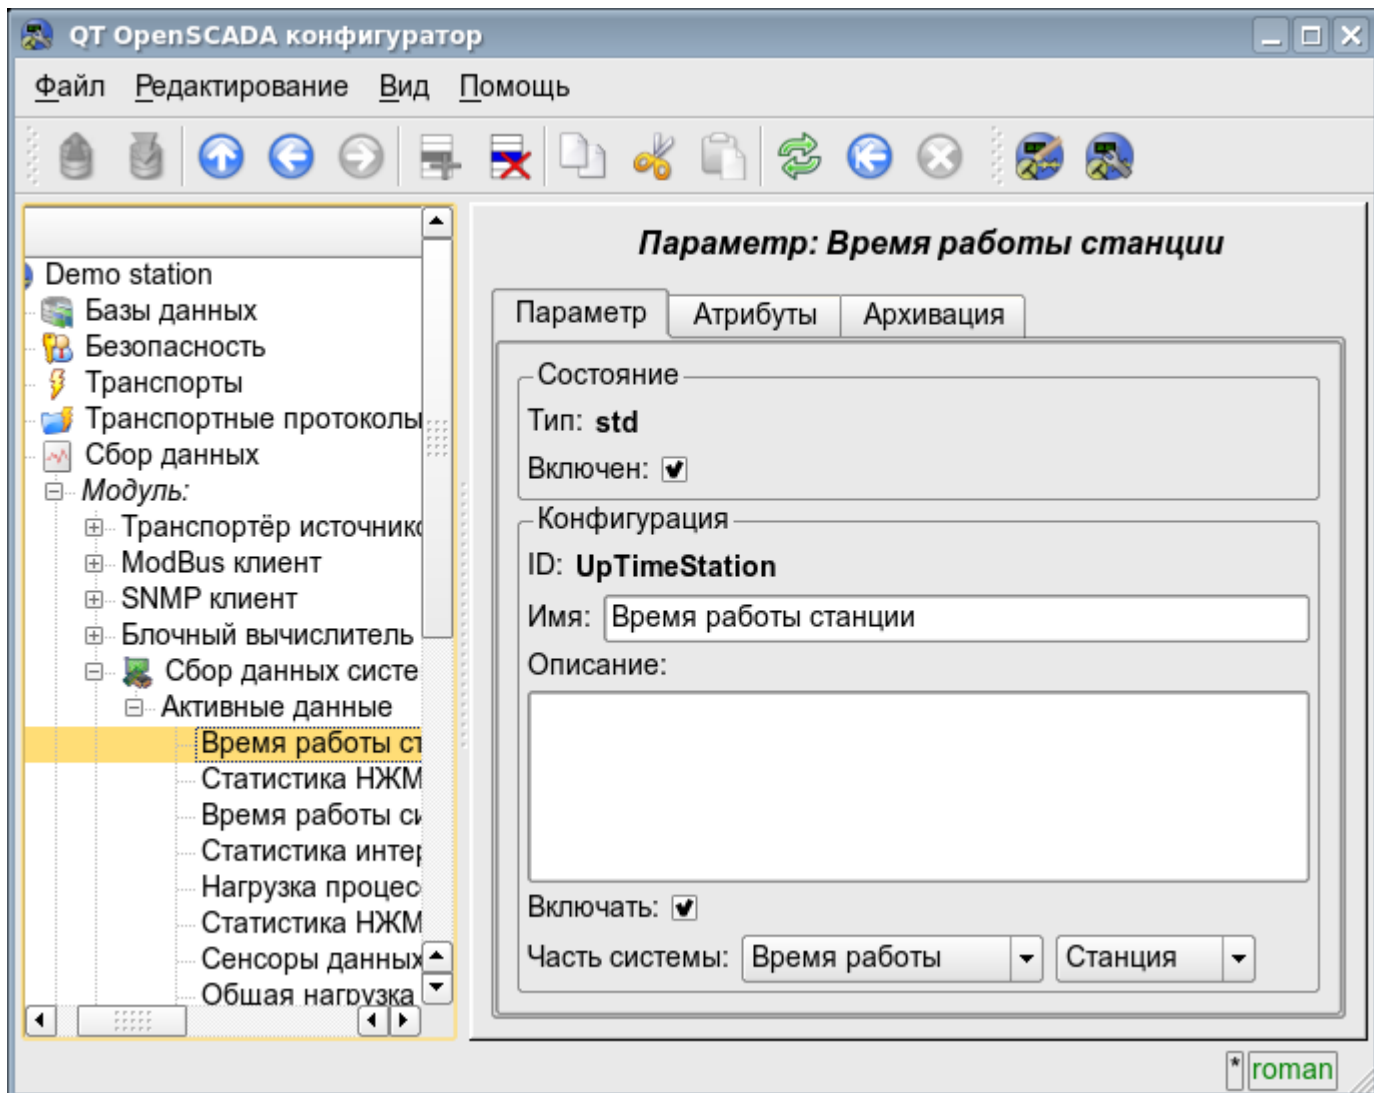 QT OpenSCADA конфигуратор
Файл Редактирование Вид Помощь
Demo station
Базы данных
Безопасность
Транспорты
Транспортные протоколы
Сбор данных
Модуль:
Транспортёр источнико
ModBus клиент
SNMP клиент
Блочный вычислитель
Сбор данных систе
Активные данные
Время работы ст
Статистика НЖМ
Время работы си
Статистика интер
Нагрузка процес
Статистика НЖМ
Сенсоры данных
Общая нагрузка
Параметр: Время работы станции
Параметр Атрибуты Архивация
Состояние
Тип: std
Включен:
Конфигурация
ID: UpTimeStation
Имя: Время работы станции
Описание:
Включать:
Часть системы: Время работы Станция
* roman